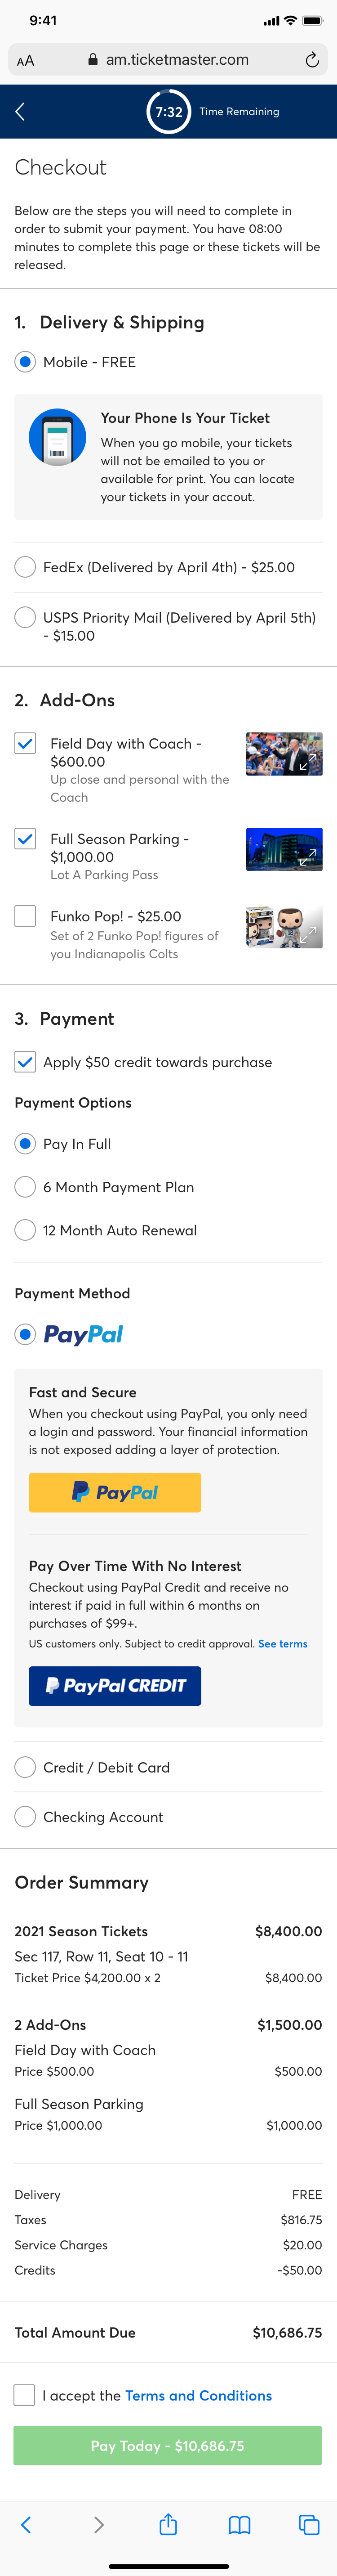 9:41
AA am.ticketmaster.com
7:32 Time Remaining
Checkout
Below are the steps you will need to complete in
order to submit your payment. You have 08:00
minutes to complete this page or these tickets will be
released.
1. Delivery & Shipping
Mobile - FREE
Your Phone Is Your Ticket
When you go mobile, your tickets
will not be emailed to you or
available for print. You can locate
your tickets in your accout.
FedEx (Delivered by April 4th) - $25.00
USPS Priority Mail (Delivered by April 5th)
- $15.00
2. Add-Ons
Field Day with Coach -
$600.00
Up close and personal with the
Coach
Full Season Parking -
$1,000.00
Lot A Parking Pass
Funko Pop! - $25.00
Set of 2 Funko Pop! figures of
you Indianapolis Colts
3. Payment
Apply $50 credit towards purchase
Payment Options
Pay In Full
6 Month Payment Plan
12 Month Auto Renewal
Payment Method
PayPal
Fast and Secure
When you checkout using PayPal, you only need
a login and password. Your financial information
is not exposed adding a layer of protection.
PayPal
Pay Over Time With No Interest
Checkout using PayPal Credit and receive no
interest if paid in full within 6 months on
purchases of $99+.
US customers only. Subject to credit approval. See terms
PayPal CREDIT
Credit / Debit Card
Checking Account
Order Summary
2021 Season Tickets $8,400.00
Sec 117, Row 11, Seat 10 - 11
Ticket Price $4,200.00 x 2 $8,400.00
2 Add-Ons $1,500.00
Field Day with Coach
Price $500.00 $500.00
Full Season Parking
Price $1,000.00 $1,000.00
Delivery FREE
Taxes $816.75
Service Charges $20.00
Credits -$50.00
Total Amount Due $10,686.75
I accept the Terms and Conditions
Pay Today - $10,686.75